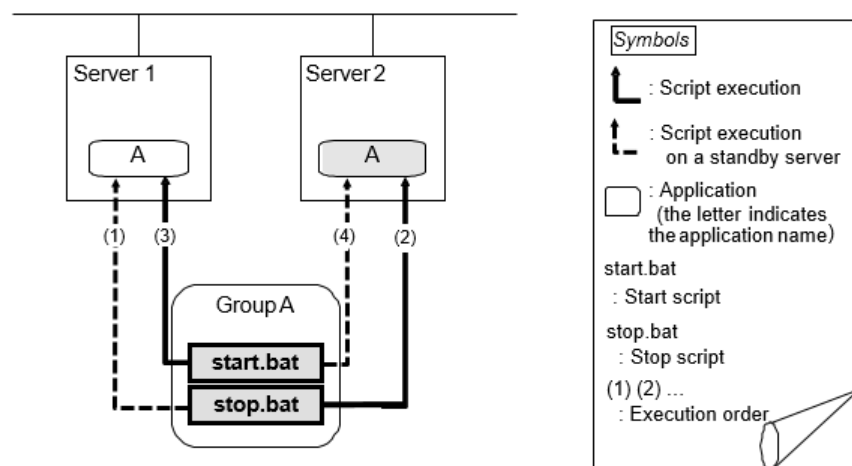 Server 1
Server 2
A
A
(1)
(3)
(4)
(2)
Group A
start.bat
stop.bat
Symbols
: Script execution
: Script execution
on a standby server
: Application
(the letter indicates
the application name)
start.bat
: Start script
stop.bat
: Stop script
(1) (2) ...
: Execution order